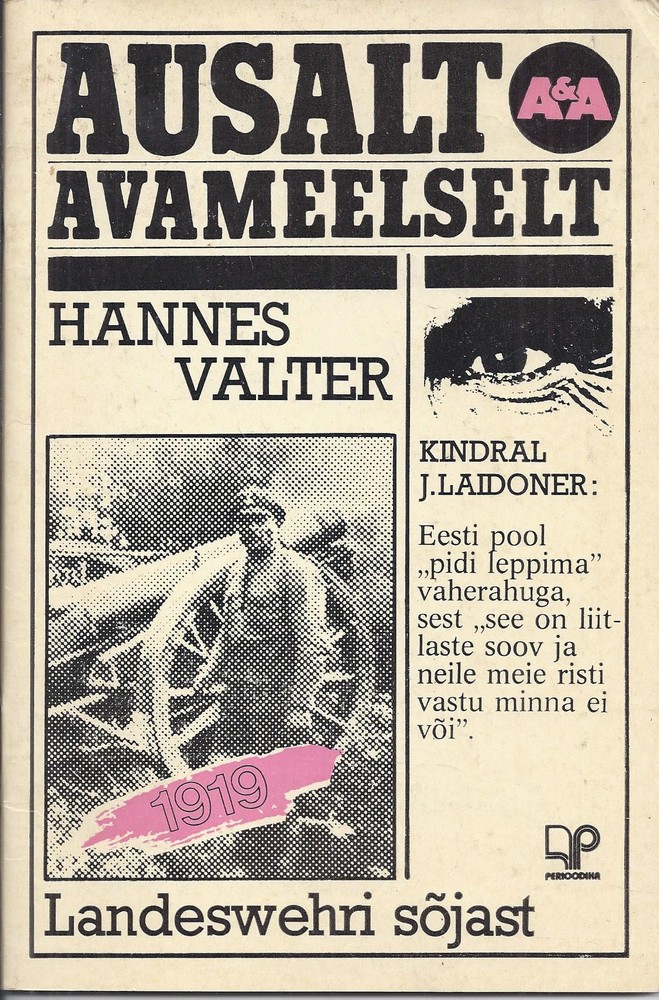 AUSALT
A&A
AVAMEELSELT
HANNES
VALTER
KINDRAL
J.LAIDONER:
Eesti pool
„pidi leppima”
vaherahuga,
sest „see on liit-
laste soov ja
neile meie risti
vastu minna ei
või”.
1919
PERIOODIKA
Landeswehri sõjast